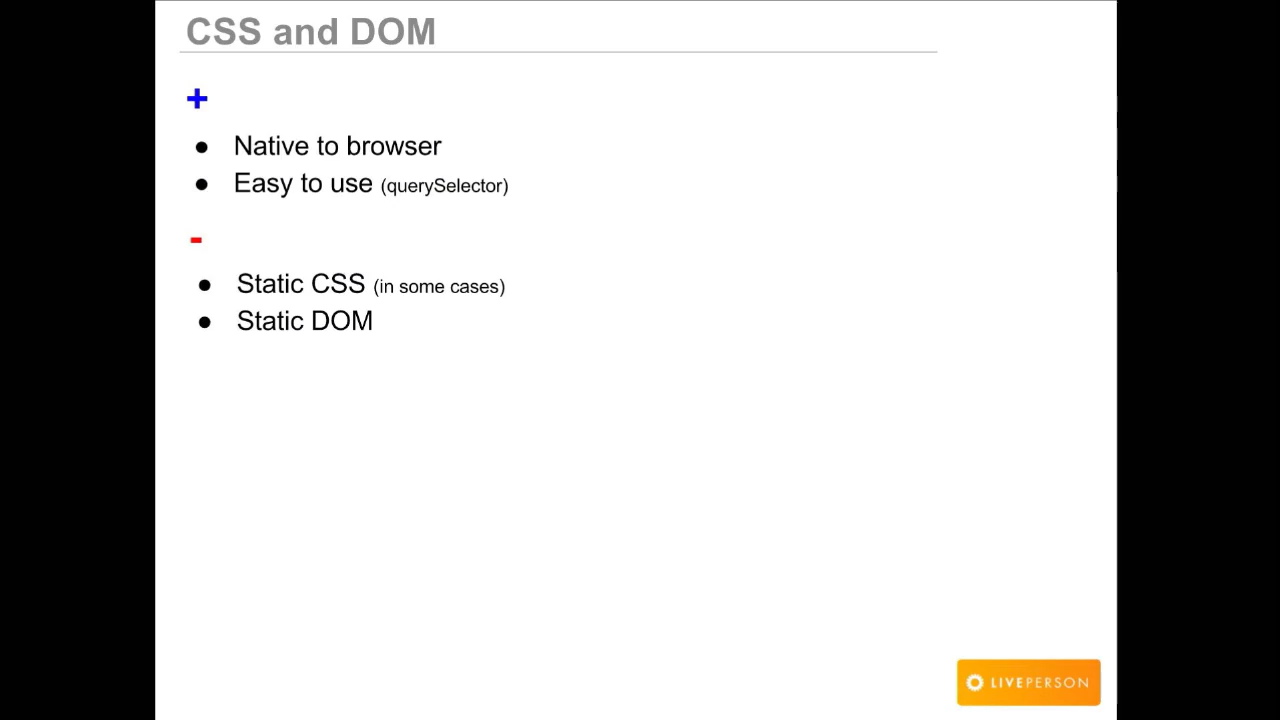 CSS and DOM
+
● Native to browser
● Easy to use (querySelector)
-
● Static CSS (in some cases)
● Static DOM
LIVEPERSON